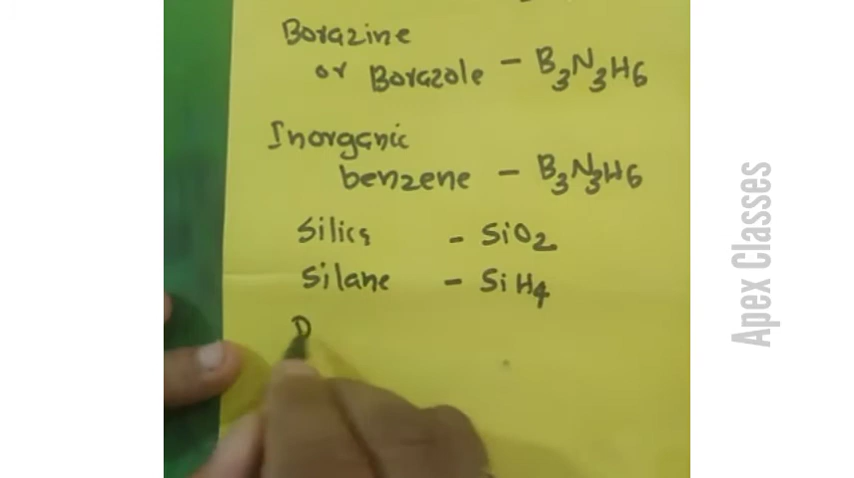 Borazine
or Borazole - B3N3H6
Inorganic
benzene - B3N3H6
Silica - SiO2
Silane - SiH4
D
Apex Classes